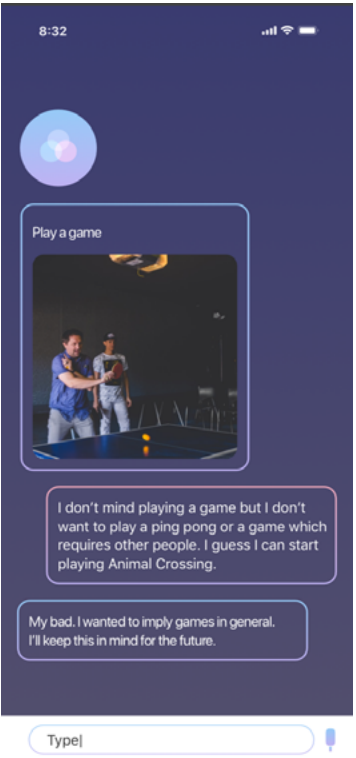 8:32
Play a game
I don't mind playing a game but I don't
want to play a ping pong or a game which
requires other people. I guess I can start
playing Animal Crossing.
My bad. I wanted to imply games in general.
I'll keep this in mind for the future.
Type|